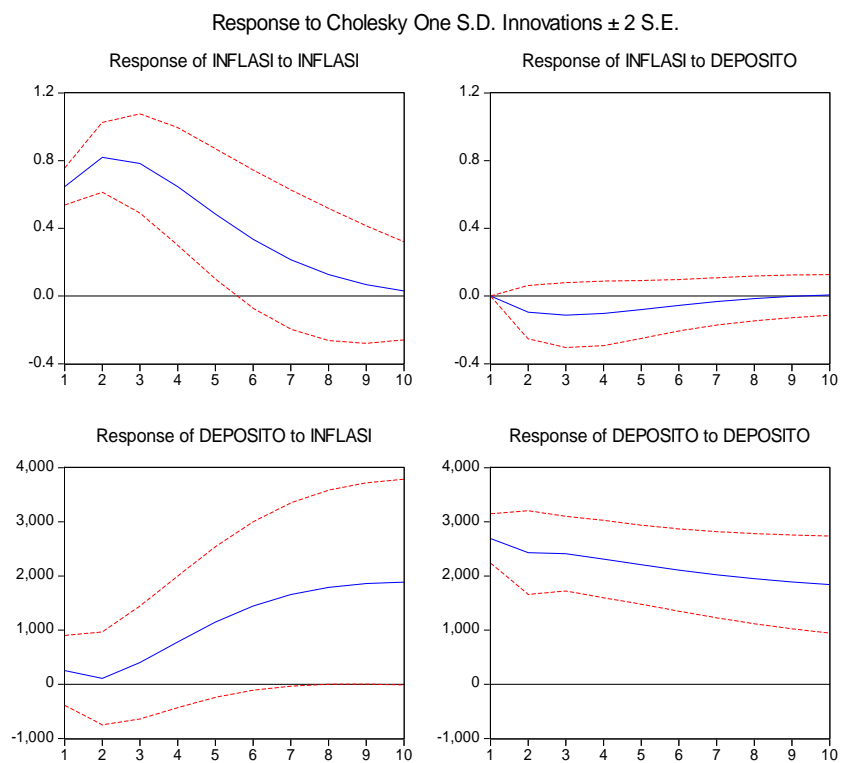 Response to Cholesky One S.D. Innovations ± 2 S.E.
Response of INFLASI to INFLASI
1.2
0.8
0.4
0.0
-0.4
1 2 3 4 5 6 7 8 9 10
Response of INFLASI to DEPOSITO
1.2
0.8
0.4
0.0
-0.4
1 2 3 4 5 6 7 8 9 10
Response of DEPOSITO to INFLASI
4,000
3,000
2,000
1,000
0
-1,000
1 2 3 4 5 6 7 8 9 10
Response of DEPOSITO to DEPOSITO
4,000
3,000
2,000
1,000
0
-1,000
1 2 3 4 5 6 7 8 9 10